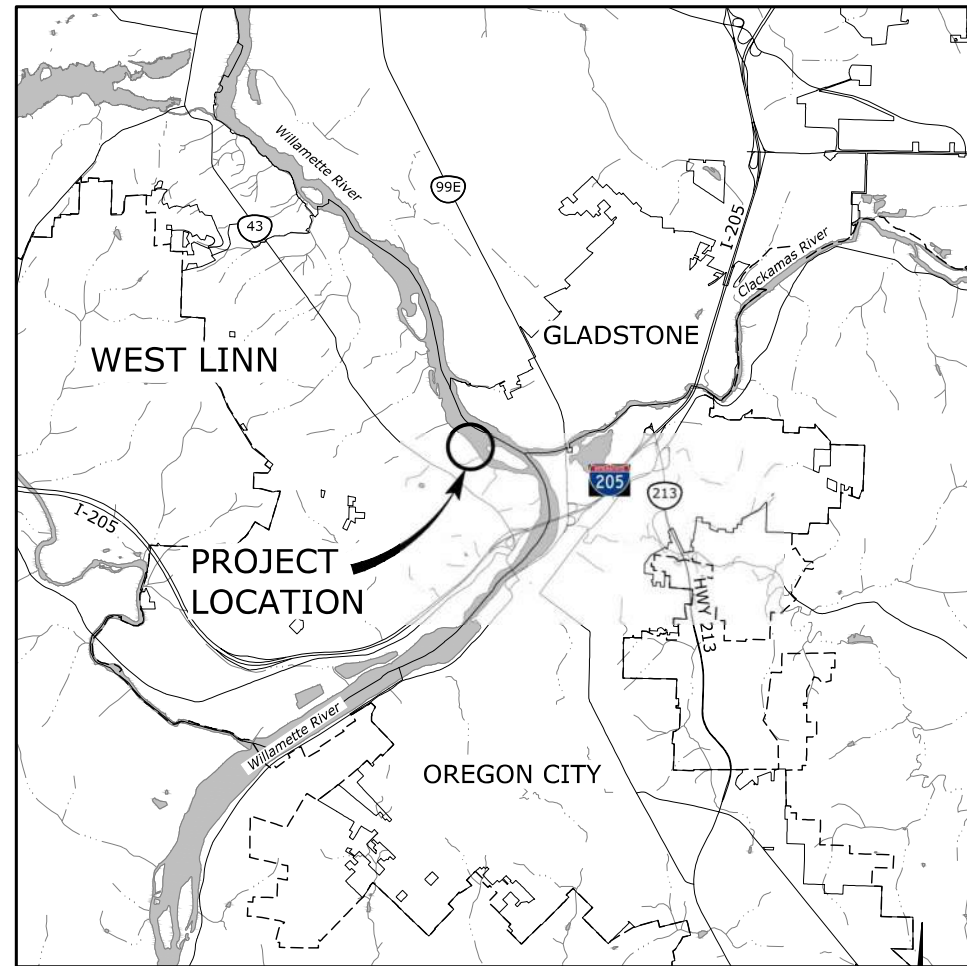 Willamette River
99E
43
I-205
Clackamas River
GLADSTONE
WEST LINN
205
213
I-205
PROJECT
LOCATION
HWY 213
Willamette River
OREGON CITY